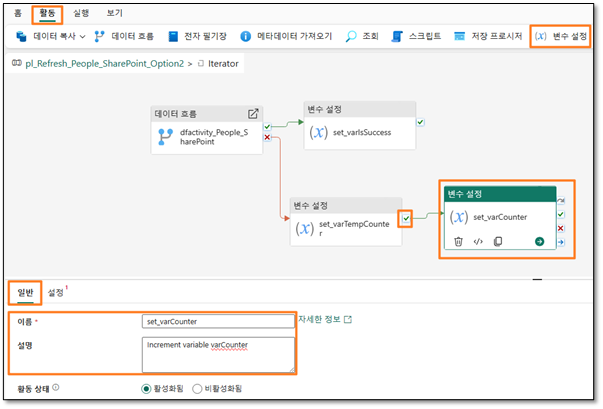 홈 활동 실행 보기
데이터 복사 데이터 흐름 전자 필기장 메타데이터 가져오기 조회 스크립트 저장 프로시저 (x) 변수 설정
pl_Refresh_People_SharePoint_Option2 > Iterator
데이터 흐름
dfactivity_People_S
harePoint
변수 설정
(x) set_varIsSuccess
변수 설정
(x) set_varTempCounte
r
변수 설정
(x) set_varCounter
일반 설정 1
이름 * set_varCounter 자세한 정보
설명 Increment variable varCounter
활동 상태 활성화됨 비활성화됨